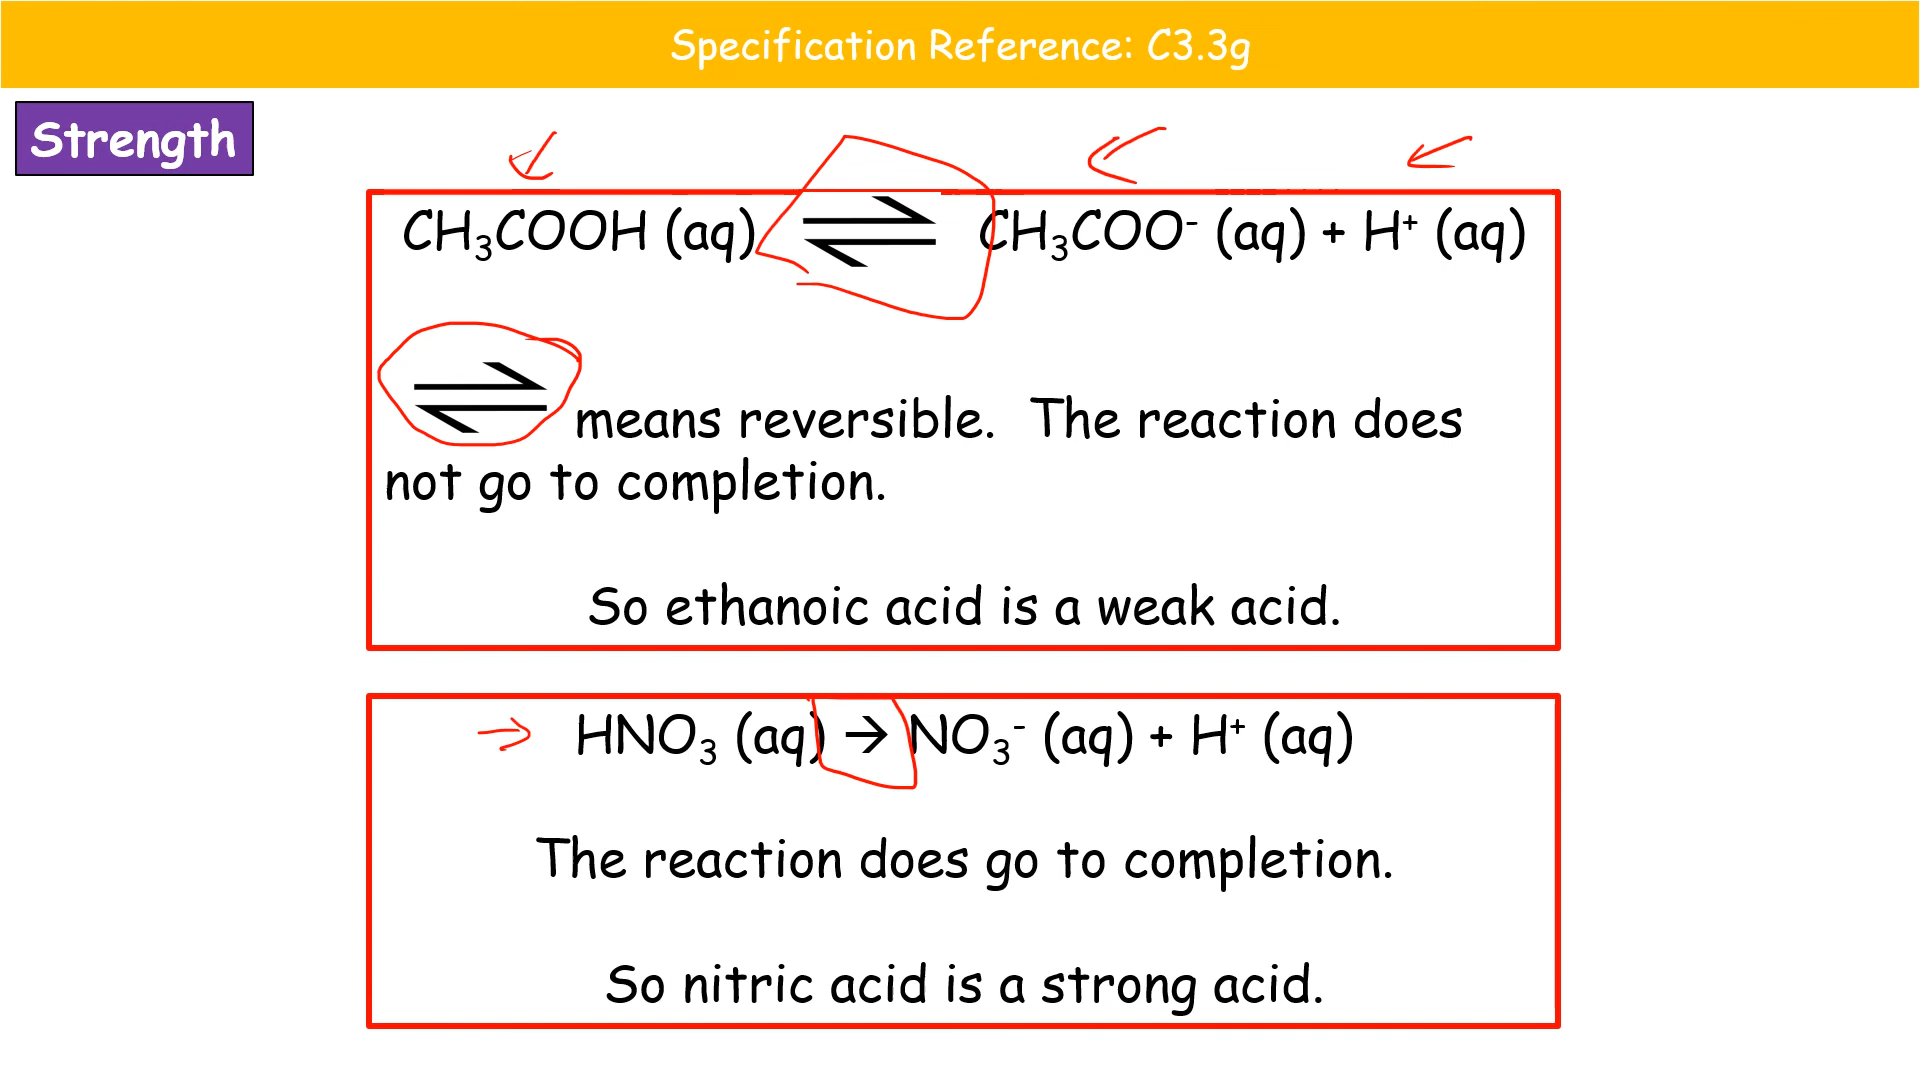 Specification Reference: C3.3g
Strength
CH₃COOH (aq) ⇌ CH₃COO⁻ (aq) + H⁺ (aq)
⇌ means reversible. The reaction does
not go to completion.
So ethanoic acid is a weak acid.
HNO₃ (aq) → NO₃⁻ (aq) + H⁺ (aq)
The reaction does go to completion.
So nitric acid is a strong acid.